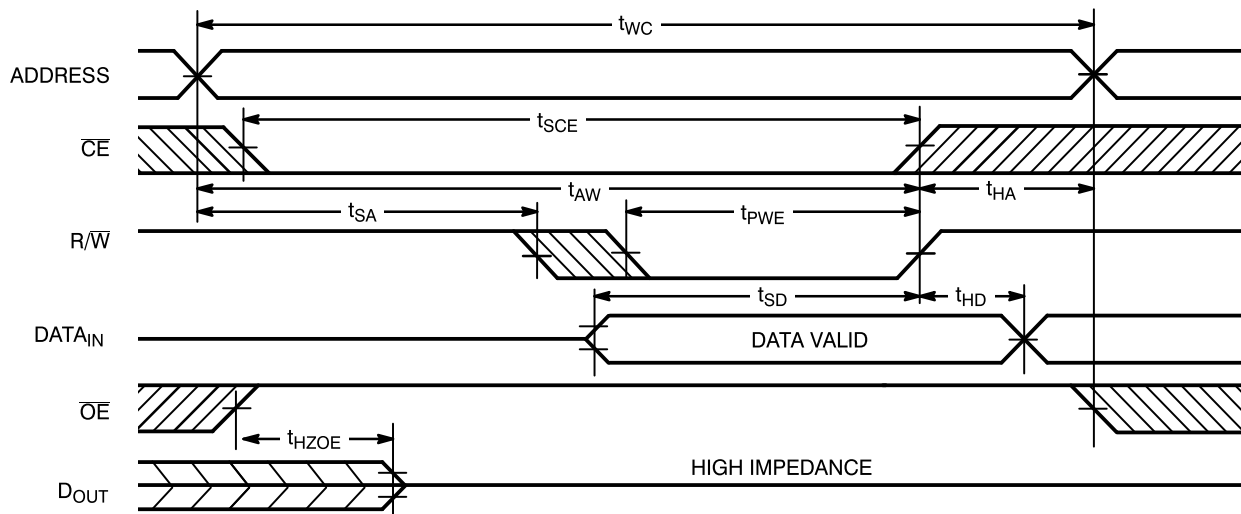 tWC
ADDRESS
tSCE
CE
tAW
tHA
tSA
tPWE
R/W
tSD
tHD
DATAIN
DATA VALID
OE
tHZOE
HIGH IMPEDANCE
DOUT